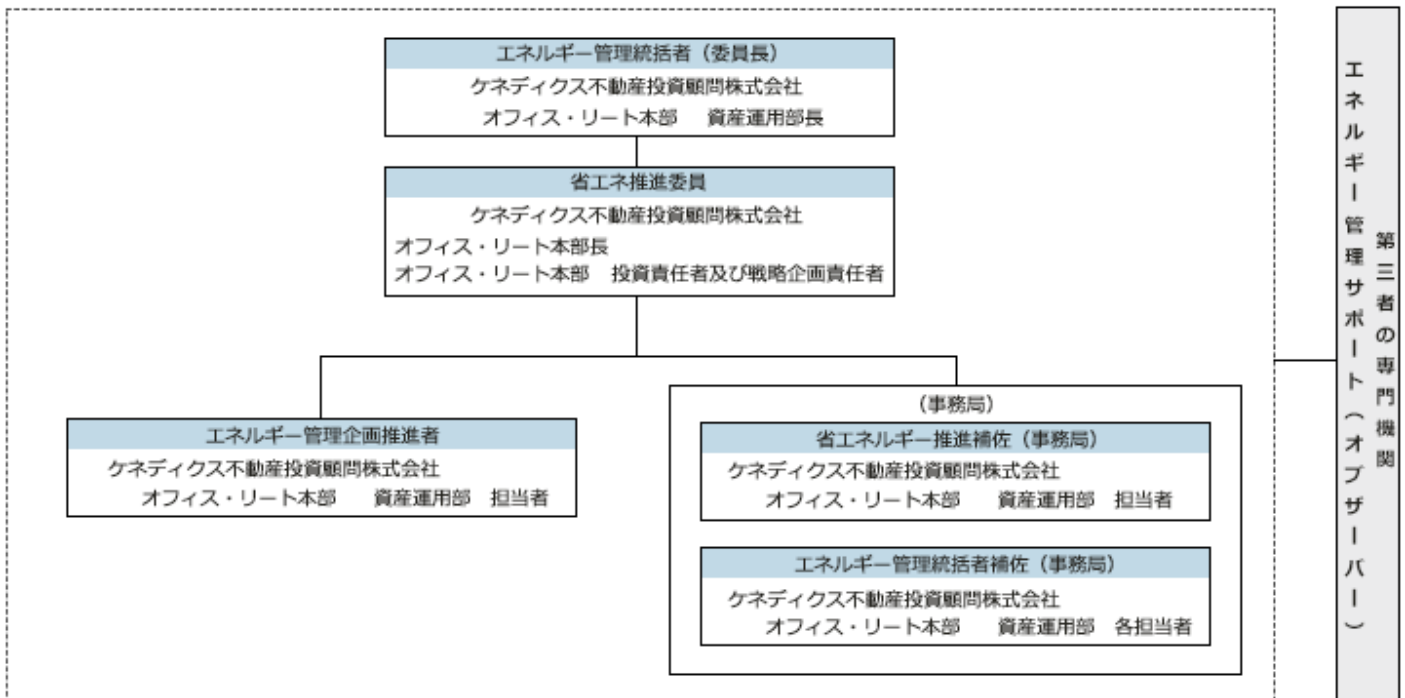 エネルギー管理統括者（委員長）
ケネディクス不動産投資顧問株式会社
オフィス・リート本部　資産運用部長
省エネ推進委員
ケネディクス不動産投資顧問株式会社
オフィス・リート本部長
オフィス・リート本部　投資責任者及び戦略企画責任者
エネルギー管理企画推進者
ケネディクス不動産投資顧問株式会社
オフィス・リート本部　資産運用部　担当者
（事務局）
省エネルギー推進補佐（事務局）
ケネディクス不動産投資顧問株式会社
オフィス・リート本部　資産運用部　担当者
エネルギー管理統括者補佐（事務局）
ケネディクス不動産投資顧問株式会社
オフィス・リート本部　資産運用部　各担当者
第三者の専門機関
エネルギー管理サポート（オブザーバー）